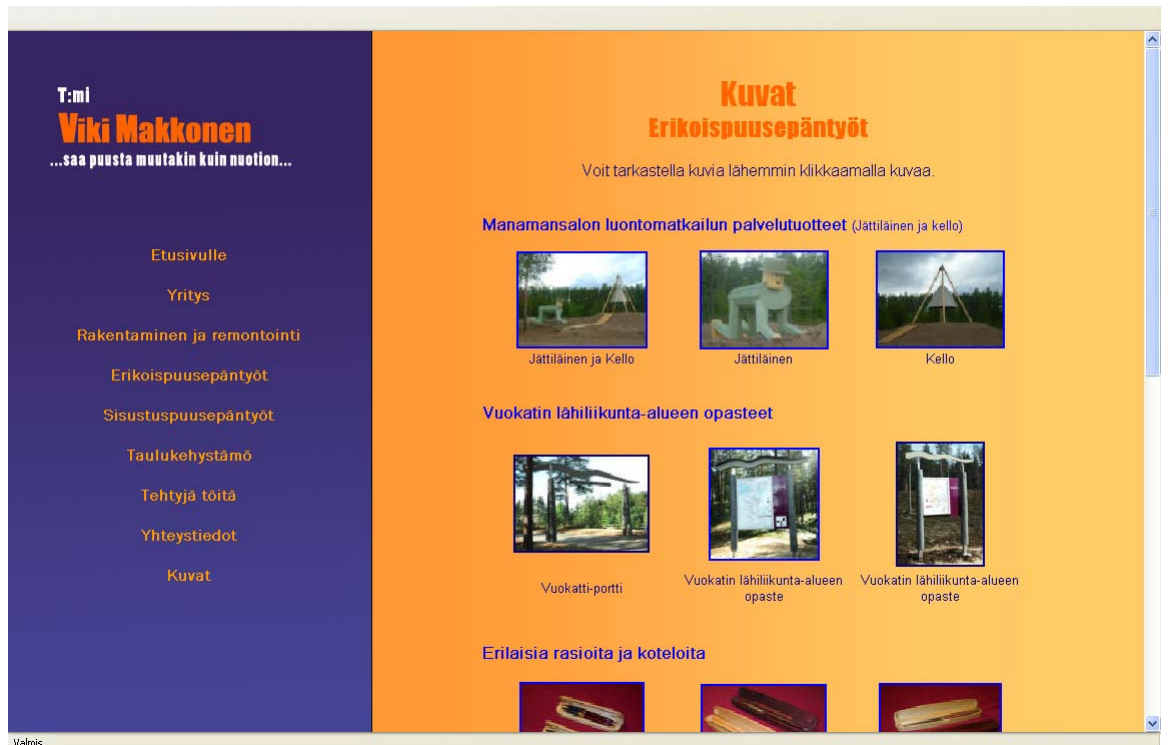 T:mi
Viki Makkonen
...saa puusta muutakin kuin nuotion...
Etusivulle
Yritys
Rakentaminen ja remontointi
Erikoispuusepäntyöt
Sisustuspuusepäntyöt
Taulukehystämö
Tehtyjä töitä
Yhteystiedot
Kuvat
Kuvat
Erikoispuusepäntyöt
Voit tarkastella kuvia lähemmin klikkaamalla kuvaa.
Manamansalon luontomatkailun palvelutuotteet (Jättiläinen ja kello)
Jättiläinen ja Kello
Jättiläinen
Kello
Vuokatin lähiliikunta-alueen opasteet
Vuokatti-portti
Vuokatin lähiliikunta-alueen
opaste
Vuokatin lähiliikunta-alueen
opaste
Erilaisia rasioita ja koteloita
Valmis